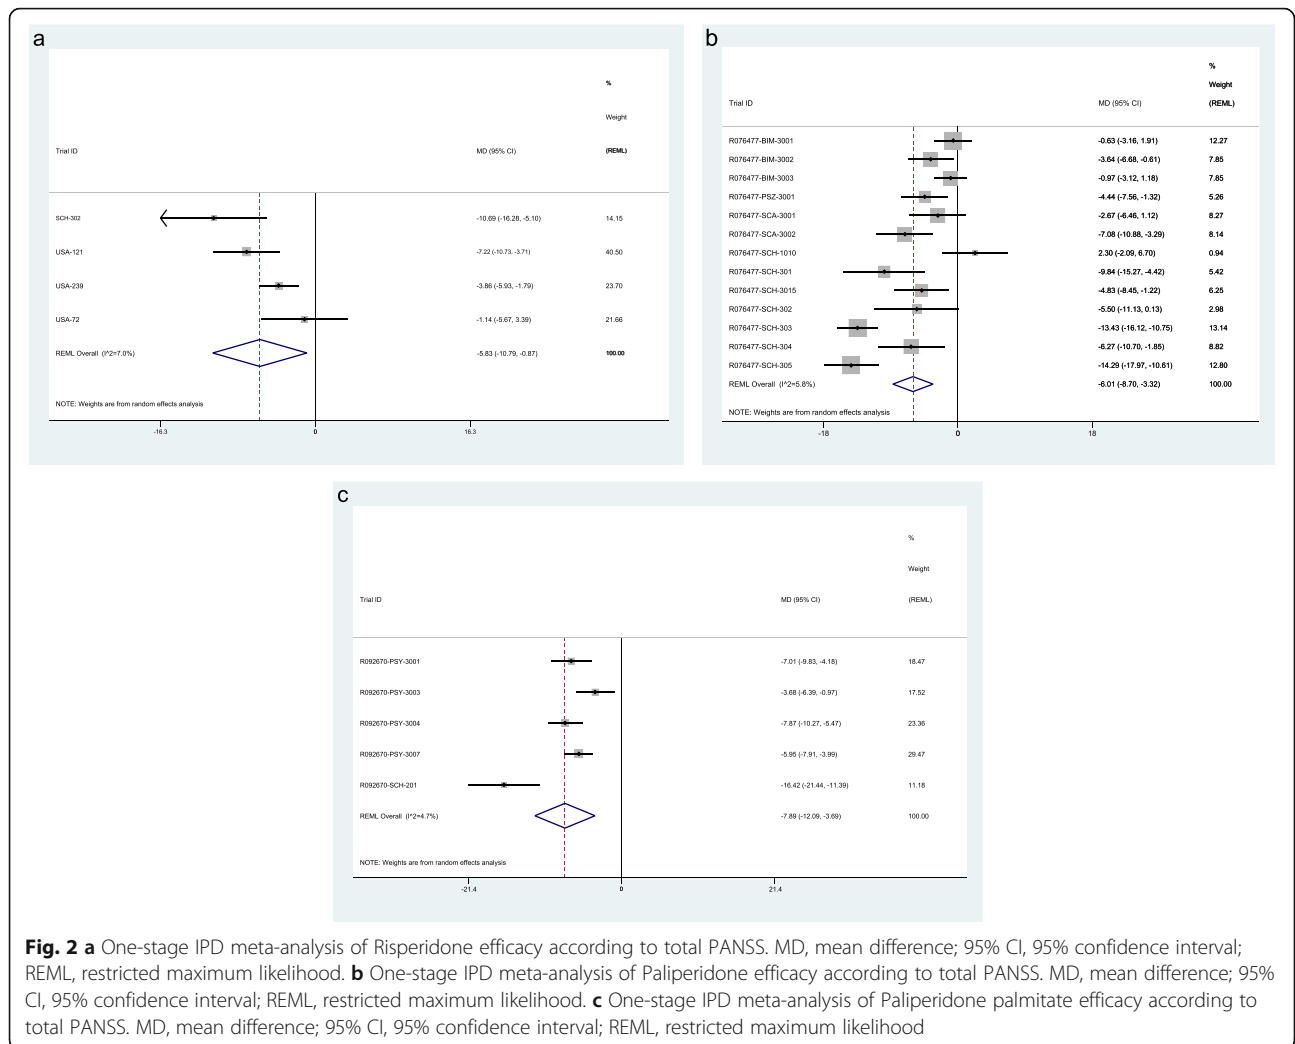 a
%
Weight
Trial ID MD (95% CI) (REML)
SCH-302 -10.69 (-16.28, -5.10) 14.15
USA-121 -7.22 (-10.73, -3.71) 40.50
USA-239 -3.86 (-5.93, -1.79) 23.70
USA-72 -1.14 (-5.67, 3.39) 21.66
REML Overall (I^2=7.0%) -5.83 (-10.79, -0.87) 100.00
NOTE: Weights are from random effects analysis
-16.3 0 16.3
b
%
Weight
Trial ID MD (95% CI) (REML)
R076477-BIM-3001 -0.63 (-3.16, 1.91) 12.27
R076477-BIM-3002 -3.64 (-6.68, -0.61) 7.85
R076477-BIM-3003 -0.97 (-3.12, 1.18) 7.85
R076477-PSZ-3001 -4.44 (-7.56, -1.32) 5.26
R076477-SCA-3001 -2.67 (-6.46, 1.12) 8.27
R076477-SCA-3002 -7.08 (-10.88, -3.29) 8.14
R076477-SCH-1010 2.30 (-2.09, 6.70) 0.94
R076477-SCH-301 -9.84 (-15.27, -4.42) 5.42
R076477-SCH-3015 -4.83 (-8.45, -1.22) 6.25
R076477-SCH-302 -5.50 (-11.13, 0.13) 2.98
R076477-SCH-303 -13.43 (-16.12, -10.75) 13.14
R076477-SCH-304 -6.27 (-10.70, -1.85) 8.82
R076477-SCH-305 -14.29 (-17.97, -10.61) 12.80
REML Overall (I^2=5.8%) -6.01 (-8.70, -3.32) 100.00
NOTE: Weights are from random effects analysis
-18 0 18
c
%
Weight
Trial ID MD (95% CI) (REML)
R092670-PSY-3001 -7.01 (-9.83, -4.18) 18.47
R092670-PSY-3003 -3.68 (-6.39, -0.97) 17.52
R092670-PSY-3004 -7.87 (-10.27, -5.47) 23.36
R092670-PSY-3007 -5.95 (-7.91, -3.99) 29.47
R092670-SCH-201 -16.42 (-21.44, -11.39) 11.18
REML Overall (I^2=4.7%) -7.89 (-12.09, -3.69) 100.00
NOTE: Weights are from random effects analysis
-21.4 0 21.4
Fig. 2 a One-stage IPD meta-analysis of Risperidone efficacy according to total PANSS. MD, mean difference; 95% CI, 95% confidence interval;
REML, restricted maximum likelihood. b One-stage IPD meta-analysis of Paliperidone efficacy according to total PANSS. MD, mean difference; 95%
CI, 95% confidence interval; REML, restricted maximum likelihood. c One-stage IPD meta-analysis of Paliperidone palmitate efficacy according to
total PANSS. MD, mean difference; 95% CI, 95% confidence interval; REML, restricted maximum likelihood